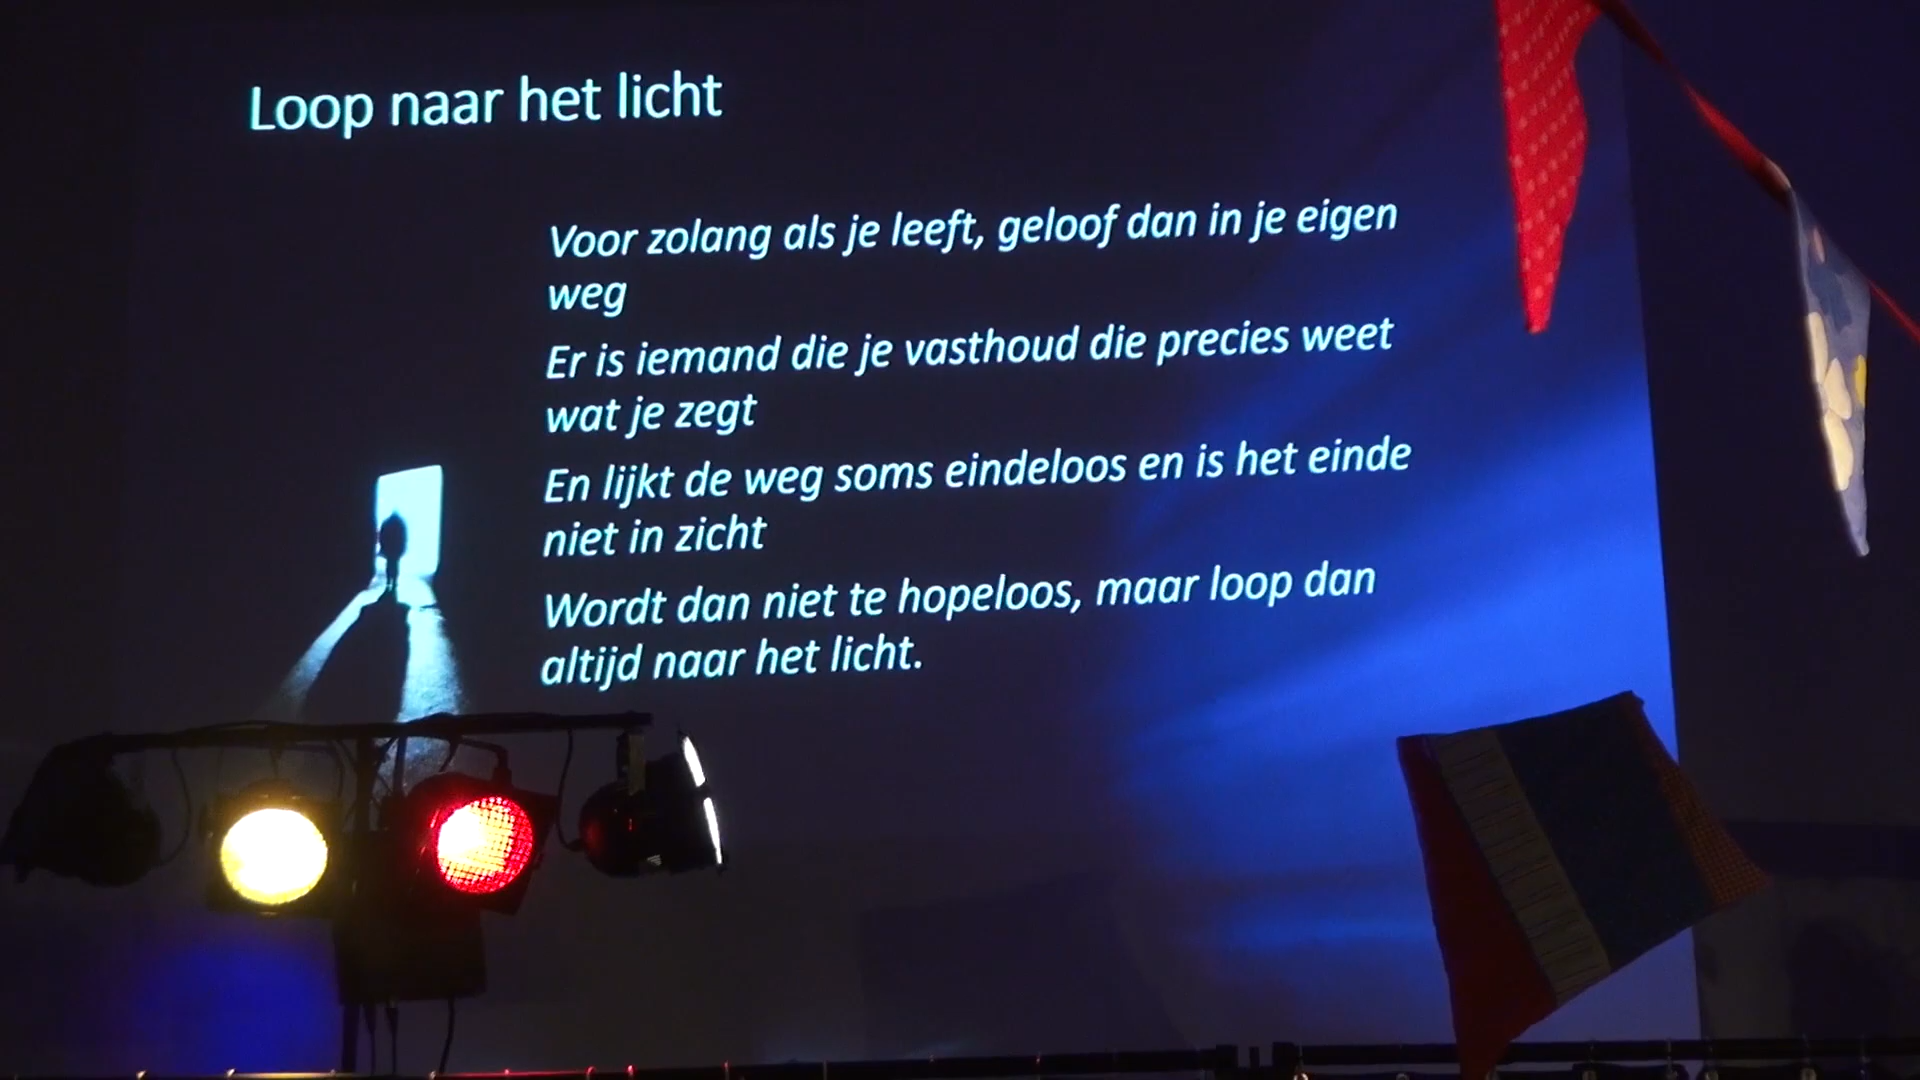 Loop naar het licht
Voor zolang als je leeft, geloof dan in je eigen
weg
Er is iemand die je vasthoud die precies weet
wat je zegt
En lijkt de weg soms eindeloos en is het einde
niet in zicht
Wordt dan niet te hopeloos, maar loop dan
altijd naar het licht.